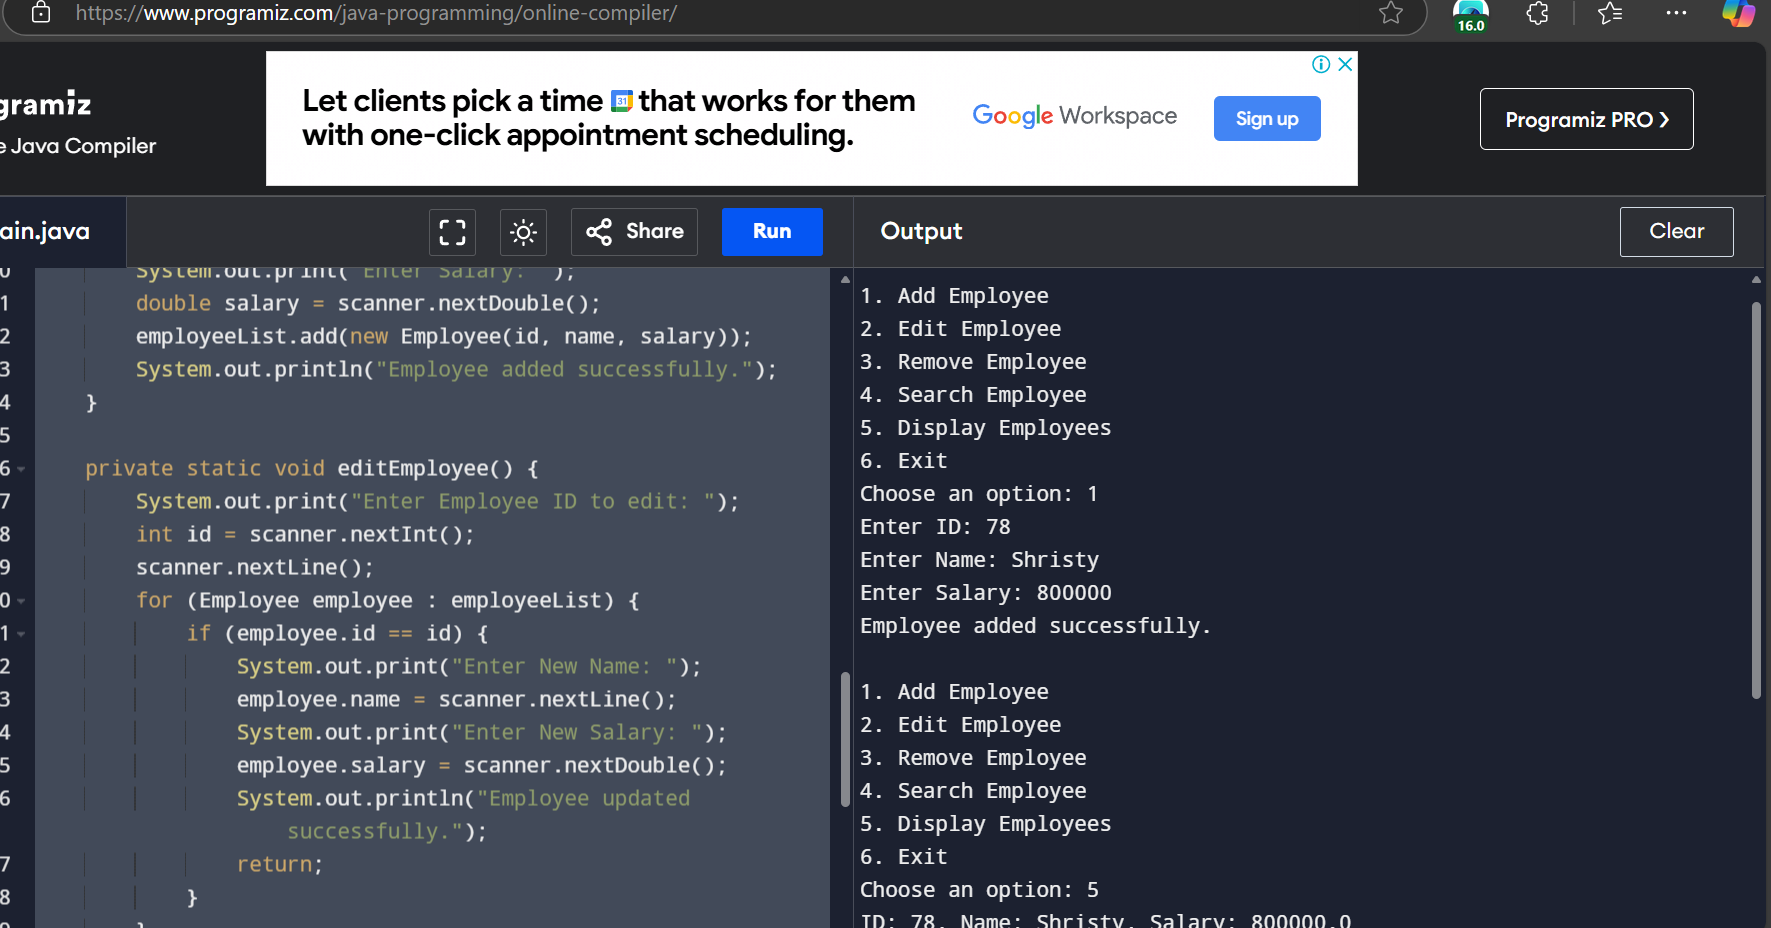 https://www.programiz.com/java-programming/online-compiler/
16.0
gramiz
e Java Compiler
Let clients pick a time 31 that works for them
with one-click appointment scheduling.
Google Workspace
Sign up
Programiz PRO ❯
ain.java
Share
Run
Output
Clear
0 System.out.print("Enter Salary: ");
1 double salary = scanner.nextDouble();
2 employeeList.add(new Employee(id, name, salary));
3 System.out.println("Employee added successfully.");
4 }
5
6 private static void editEmployee() {
7 System.out.print("Enter Employee ID to edit: ");
8 int id = scanner.nextInt();
9 scanner.nextLine();
0 for (Employee employee : employeeList) {
1 if (employee.id == id) {
2 System.out.print("Enter New Name: ");
3 employee.name = scanner.nextLine();
4 System.out.print("Enter New Salary: ");
5 employee.salary = scanner.nextDouble();
6 System.out.println("Employee updated
successfully.");
7 return;
8 }
9 }
1. Add Employee
2. Edit Employee
3. Remove Employee
4. Search Employee
5. Display Employees
6. Exit
Choose an option: 1
Enter ID: 78
Enter Name: Shristy
Enter Salary: 800000
Employee added successfully.
1. Add Employee
2. Edit Employee
3. Remove Employee
4. Search Employee
5. Display Employees
6. Exit
Choose an option: 5
ID: 78, Name: Shristy, Salary: 800000.0